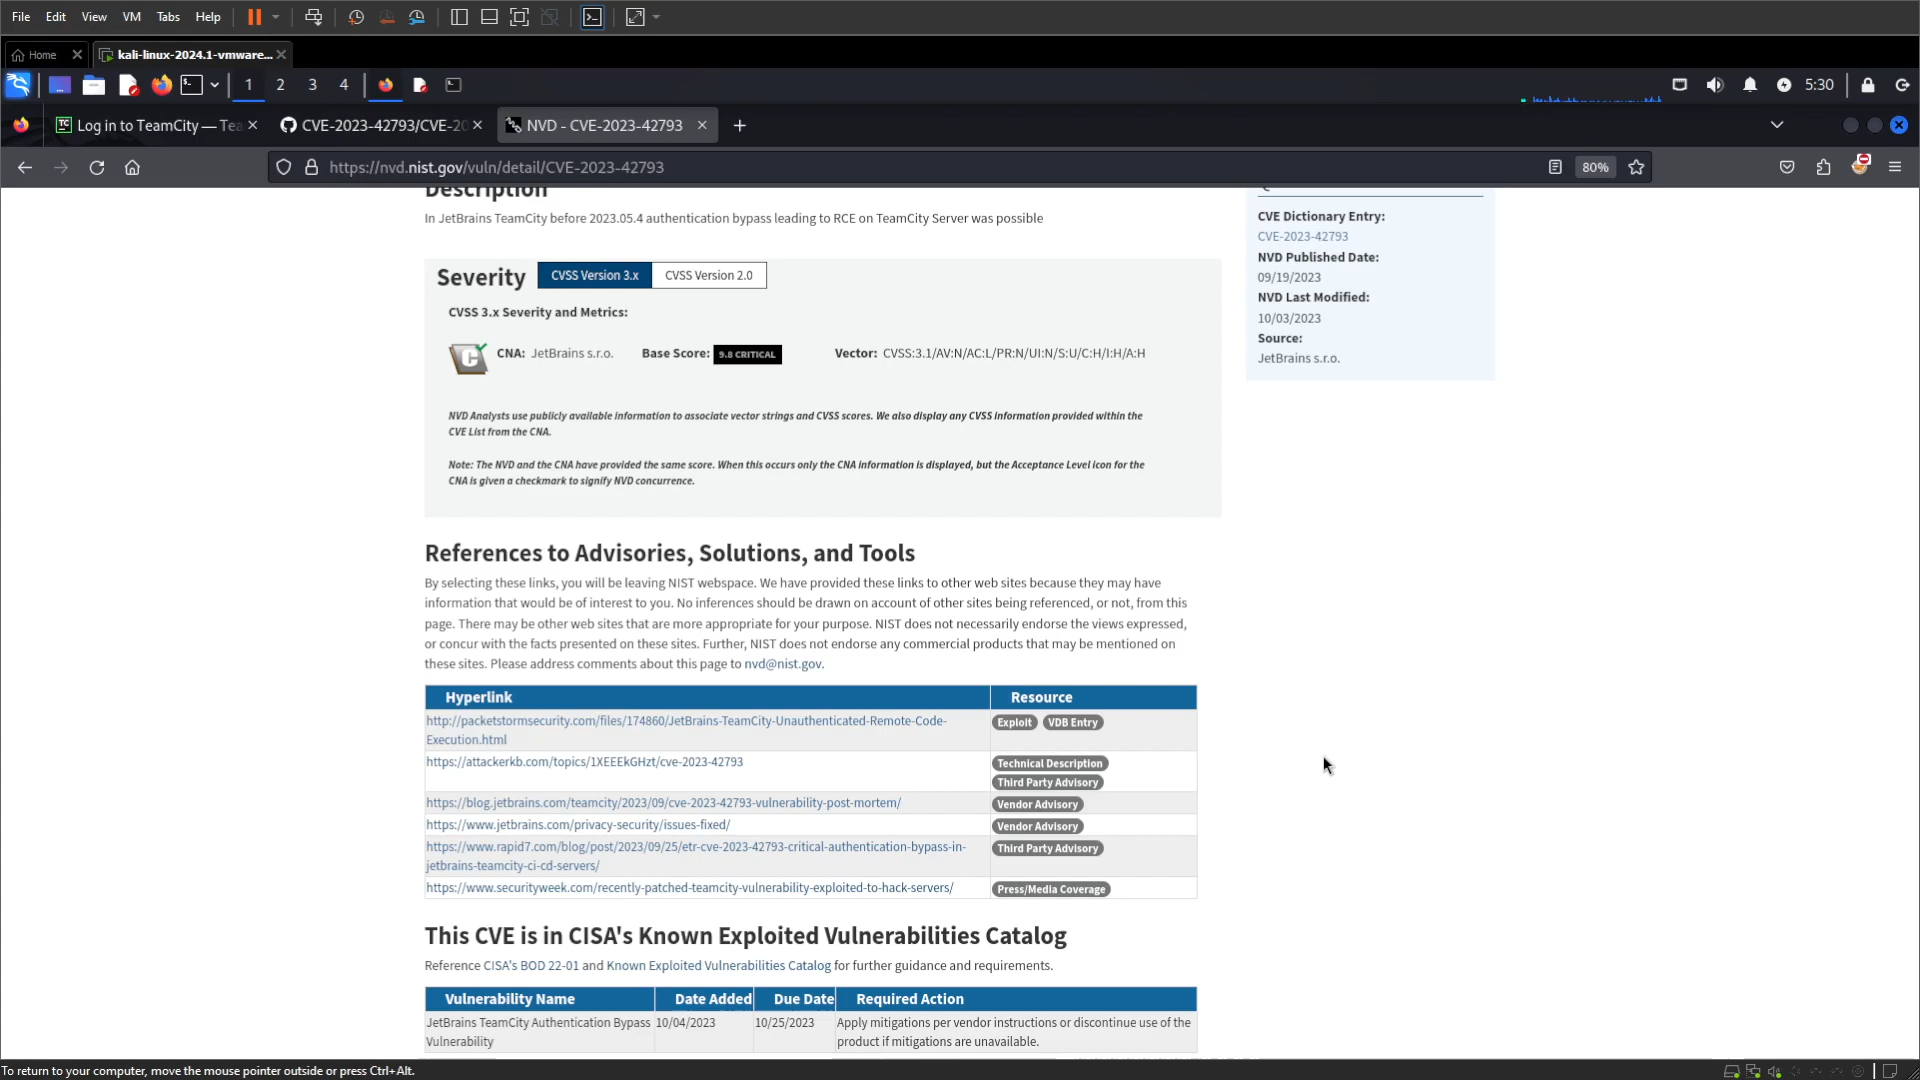 File Edit View VM Tabs Help
Home
kali-linux-2024.1-vmware...
1 2 3 4
5:30
Log in to TeamCity — Tea
CVE-2023-42793/CVE-20
NVD - CVE-2023-42793
https://nvd.nist.gov/vuln/detail/CVE-2023-42793
80%
Description
In JetBrains TeamCity before 2023.05.4 authentication bypass leading to RCE on TeamCity Server was possible
Severity
CVSS Version 3.x
CVSS Version 2.0
CVSS 3.x Severity and Metrics:
CNA: JetBrains s.r.o.
Base Score: 9.8 CRITICAL
Vector: CVSS:3.1/AV:N/AC:L/PR:N/UI:N/S:U/C:H/I:H/A:H
NVD Analysts use publicly available information to associate vector strings and CVSS scores. We also display any CVSS information provided within the
CVE List from the CNA.
Note: The NVD and the CNA have provided the same score. When this occurs only the CNA information is displayed, but the Acceptance Level icon for the
CNA is given a checkmark to signify NVD concurrence.
CVE Dictionary Entry:
CVE-2023-42793
NVD Published Date:
09/19/2023
NVD Last Modified:
10/03/2023
Source:
JetBrains s.r.o.
References to Advisories, Solutions, and Tools
By selecting these links, you will be leaving NIST webspace. We have provided these links to other web sites because they may have
information that would be of interest to you. No inferences should be drawn on account of other sites being referenced, or not, from this
page. There may be other web sites that are more appropriate for your purpose. NIST does not necessarily endorse the views expressed,
or concur with the facts presented on these sites. Further, NIST does not endorse any commercial products that may be mentioned on
these sites. Please address comments about this page to nvd@nist.gov.
Hyperlink Resource
http://packetstormsecurity.com/files/174860/JetBrains-TeamCity-Unauthenticated-Remote-Code-
Execution.html
Exploit VDB Entry
https://attackerkb.com/topics/1XEEEkGHzt/cve-2023-42793
Technical Description
Third Party Advisory
https://blog.jetbrains.com/teamcity/2023/09/cve-2023-42793-vulnerability-post-mortem/
Vendor Advisory
https://www.jetbrains.com/privacy-security/issues-fixed/
Vendor Advisory
https://www.rapid7.com/blog/post/2023/09/25/etr-cve-2023-42793-critical-authentication-bypass-in-
jetbrains-teamcity-ci-cd-servers/
Third Party Advisory
https://www.securityweek.com/recently-patched-teamcity-vulnerability-exploited-to-hack-servers/
Press/Media Coverage
This CVE is in CISA's Known Exploited Vulnerabilities Catalog
Reference CISA's BOD 22-01 and Known Exploited Vulnerabilities Catalog for further guidance and requirements.
Vulnerability Name Date Added Due Date Required Action
JetBrains TeamCity Authentication Bypass
Vulnerability
10/04/2023
10/25/2023
Apply mitigations per vendor instructions or discontinue use of the
product if mitigations are unavailable.
To return to your computer, move the mouse pointer outside or press Ctrl+Alt.